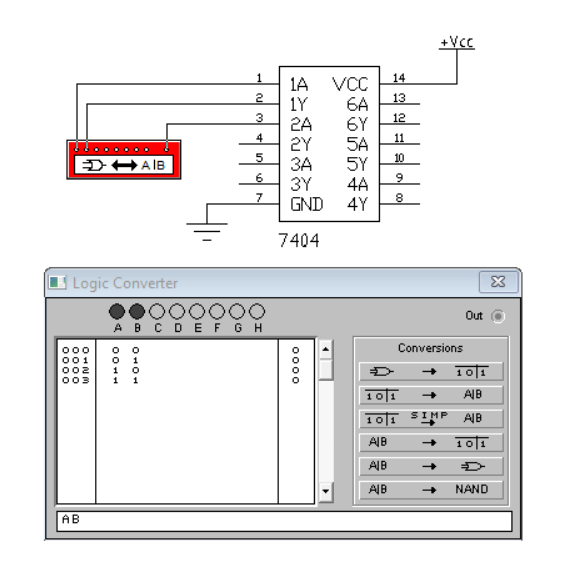 +Vcc
1 1A VCC 14
2 1Y 6A 13
3 2A 6Y 12
4 2Y 5A 11
5 3A 5Y 10
6 3Y 4A 9
7 GND 4Y 8
A|B
7404
Logic Converter
Out
A B C D E F G H
000 0 0 0
001 0 1 0
002 1 0 0
003 1 1 0
Conversions
→ 1 0|1
1 0|1 → A|B
1 0|1 SIMP → A|B
A|B → 1 0|1
A|B →
A|B → NAND
AB